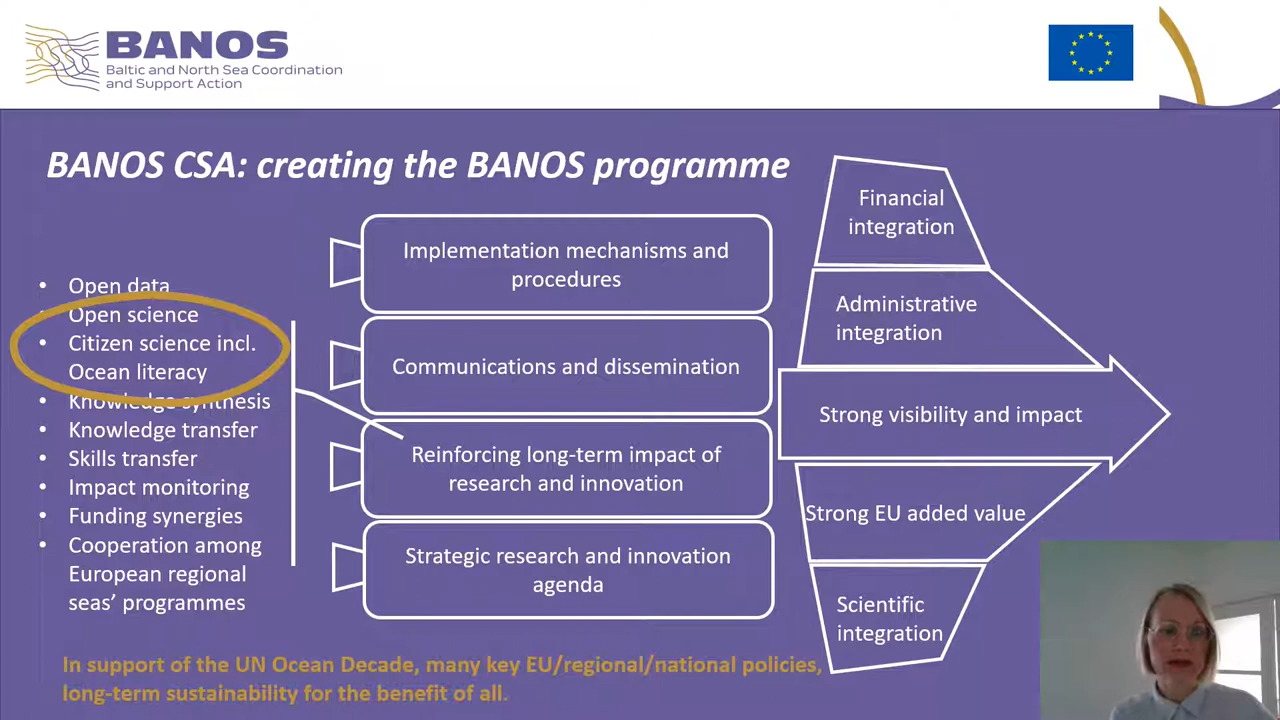 BANOS
Baltic and North Sea Coordination
and Support Action
BANOS CSA: creating the BANOS programme
• Open data
• Open science
• Citizen science incl.
Ocean literacy
• Knowledge synthesis
• Knowledge transfer
• Skills transfer
• Impact monitoring
• Funding synergies
• Cooperation among
European regional
seas’ programmes
Implementation mechanisms and
procedures
Communications and dissemination
Reinforcing long-term impact of
research and innovation
Strategic research and innovation
agenda
Financial
integration
Administrative
integration
Strong visibility and impact
Strong EU added value
Scientific
integration
In support of the UN Ocean Decade, many key EU/regional/national policies,
long-term sustainability for the benefit of all.